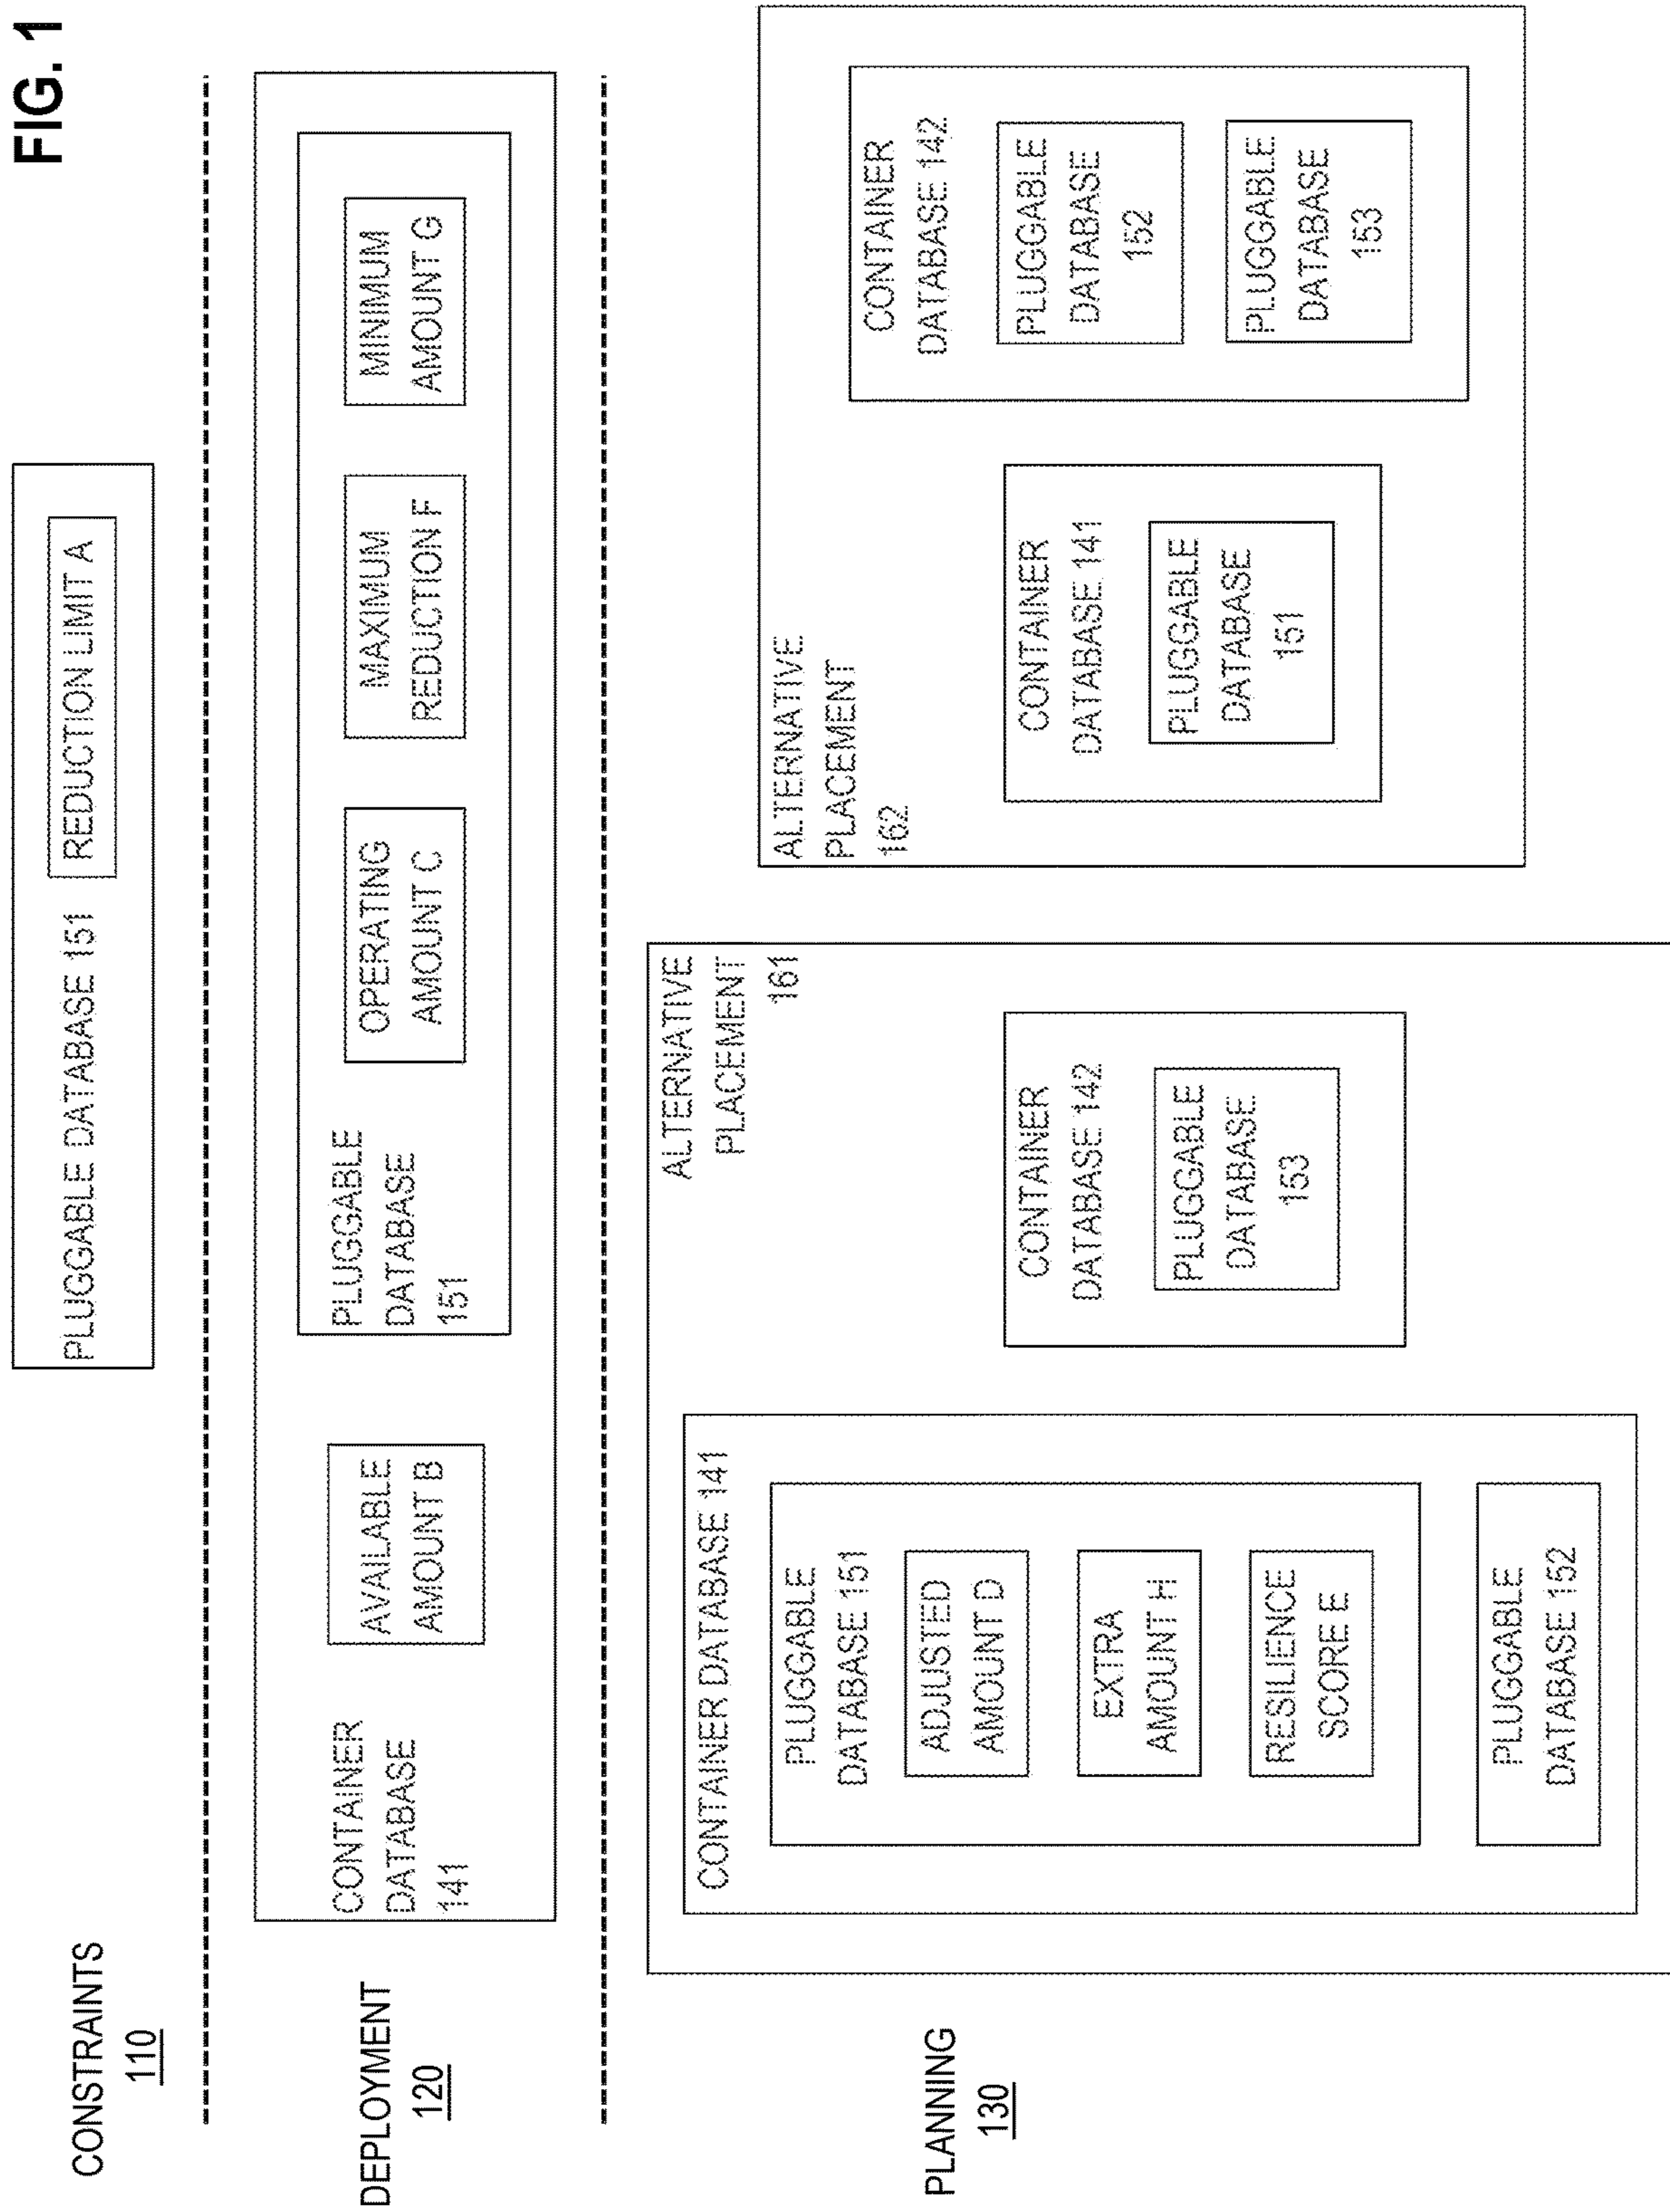 FIG. 1
CONSTRAINTS
110
PLUGGABLE DATABASE 151
REDUCTION LIMIT A
DEPLOYMENT
120
CONTAINER
DATABASE
141
AVAILABLE
AMOUNT B
PLUGGABLE
DATABASE
151
OPERATING
AMOUNT C
MAXIMUM
REDUCTION F
MINIMUM
AMOUNT G
PLANNING
130
ALTERNATIVE
PLACEMENT
161
CONTAINER DATABASE 141
PLUGGABLE
DATABASE 151
ADJUSTED
AMOUNT D
EXTRA
AMOUNT H
RESILIENCE
SCORE E
PLUGGABLE
DATABASE 152
CONTAINER
DATABASE 142
PLUGGABLE
DATABASE
153
ALTERNATIVE
PLACEMENT
162
CONTAINER
DATABASE 141
PLUGGABLE
DATABASE
151
CONTAINER
DATABASE 142
PLUGGABLE
DATABASE
152
PLUGGABLE
DATABASE
153